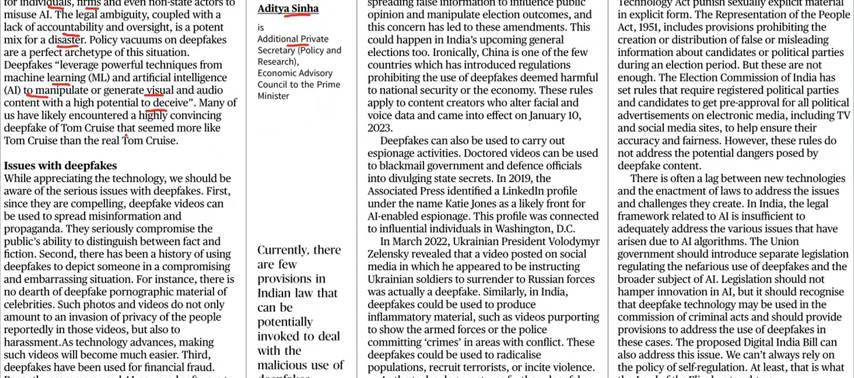 for individuals, firms and even non-state actors to
misuse AI. The legal ambiguity, coupled with a
lack of accountability and oversight, is a potent
mix for a disaster. Policy vacuums on deepfakes
are a perfect archetype of this situation.
Deepfakes “leverage powerful techniques from
machine learning (ML) and artificial intelligence
(AI) to manipulate or generate visual and audio
content with a high potential to deceive”. Many of
us have likely encountered a highly convincing
deepfake of Tom Cruise that seemed more like
Tom Cruise than the real Tom Cruise.
Issues with deepfakes
While appreciating the technology, we should be
aware of the serious issues with deepfakes. First,
since they are compelling, deepfake videos can
be used to spread misinformation and
propaganda. They seriously compromise the
public’s ability to distinguish between fact and
fiction. Second, there has been a history of using
deepfakes to depict someone in a compromising
and embarrassing situation. For instance, there is
no dearth of deepfake pornographic material of
celebrities. Such photos and videos do not only
amount to an invasion of privacy of the people
reportedly in those videos, but also to
harassment.As technology advances, making
such videos will become much easier. Third,
deepfakes have been used for financial fraud.
Aditya Sinha
is
Additional Private
Secretary (Policy and
Research),
Economic Advisory
Council to the Prime
Minister
Currently, there
are few
provisions in
Indian law that
can be
potentially
invoked to deal
with the
malicious use of
spreading false information to influence public
opinion and manipulate election outcomes, and
this concern has led to these amendments. This
could happen in India’s upcoming general
elections too. Ironically, China is one of the few
countries which has introduced regulations
prohibiting the use of deepfakes deemed harmful
to national security or the economy. These rules
apply to content creators who alter facial and
voice data and came into effect on January 10,
2023.
Deepfakes can also be used to carry out
espionage activities. Doctored videos can be used
to blackmail government and defence officials
into divulging state secrets. In 2019, the
Associated Press identified a LinkedIn profile
under the name Katie Jones as a likely front for
AI-enabled espionage. This profile was connected
to influential individuals in Washington, D.C.
In March 2022, Ukrainian President Volodymyr
Zelensky revealed that a video posted on social
media in which he appeared to be instructing
Ukrainian soldiers to surrender to Russian forces
was actually a deepfake. Similarly, in India,
deepfakes could be used to produce
inflammatory material, such as videos purporting
to show the armed forces or the police
committing ‘crimes’ in areas with conflict. These
deepfakes could be used to radicalise
populations, recruit terrorists, or incite violence.
Technology Act punish sexually explicit material
in explicit form. The Representation of the People
Act, 1951, includes provisions prohibiting the
creation or distribution of false or misleading
information about candidates or political parties
during an election period. But these are not
enough. The Election Commission of India has
set rules that require registered political parties
and candidates to get pre-approval for all political
advertisements on electronic media, including TV
and social media sites, to help ensure their
accuracy and fairness. However, these rules do
not address the potential dangers posed by
deepfake content.
There is often a lag between new technologies
and the enactment of laws to address the issues
and challenges they create. In India, the legal
framework related to AI is insufficient to
adequately address the various issues that have
arisen due to AI algorithms. The Union
government should introduce separate legislation
regulating the nefarious use of deepfakes and the
broader subject of AI. Legislation should not
hamper innovation in AI, but it should recognise
that deepfake technology may be used in the
commission of criminal acts and should provide
provisions to address the use of deepfakes in
these cases. The proposed Digital India Bill can
also address this issue. We can’t always rely on
the policy of self-regulation. At least, that is what